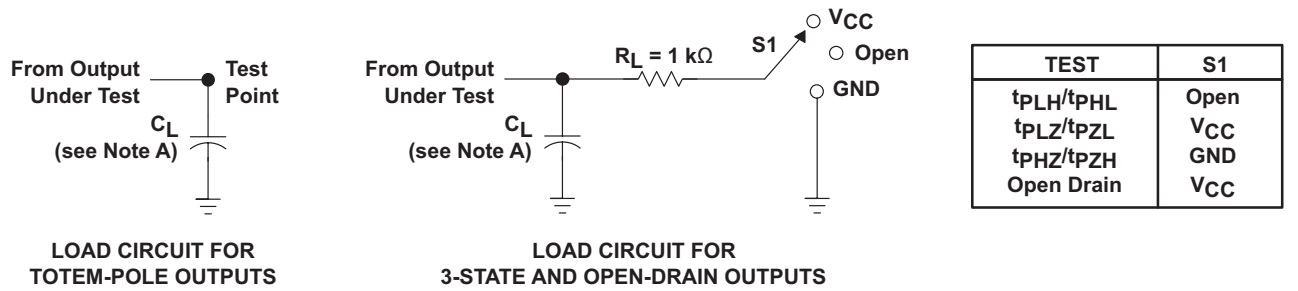 From Output
Under Test
Test
Point
CL
(see Note A)
LOAD CIRCUIT FOR
TOTEM-POLE OUTPUTS
From Output
Under Test
CL
(see Note A)
RL = 1 kΩ
S1
VCC
Open
GND
LOAD CIRCUIT FOR
3-STATE AND OPEN-DRAIN OUTPUTS
TEST S1
tPLH/tPHL Open
tPLZ/tPZL VCC
tPHZ/tPZH GND
Open Drain VCC